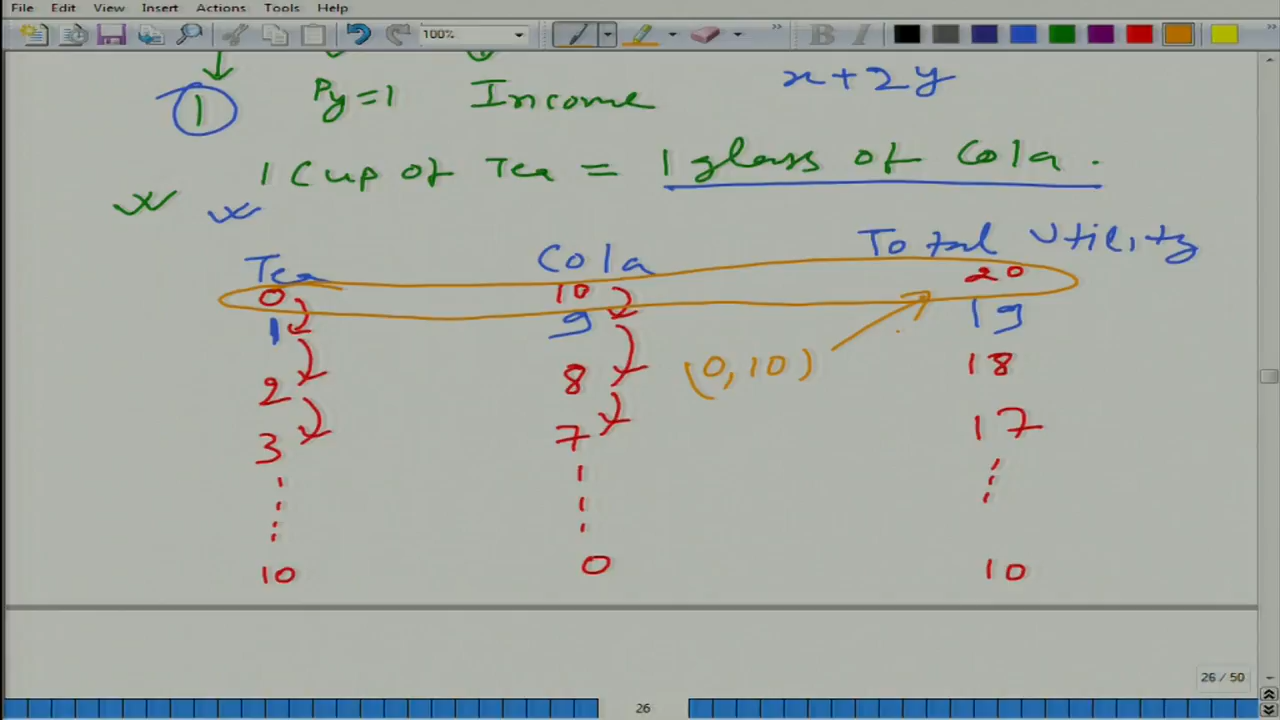 File Edit View Insert Actions Tools Help
100% B I
x + 2y
1 Py = 1 Income
1 Cup of Tea = 1 glass of Cola .
Tea Cola Total Utility
0 10 20
1 9 19
2 8 (0, 10) 18
3 7 17
10 0 10
26 / 50
26